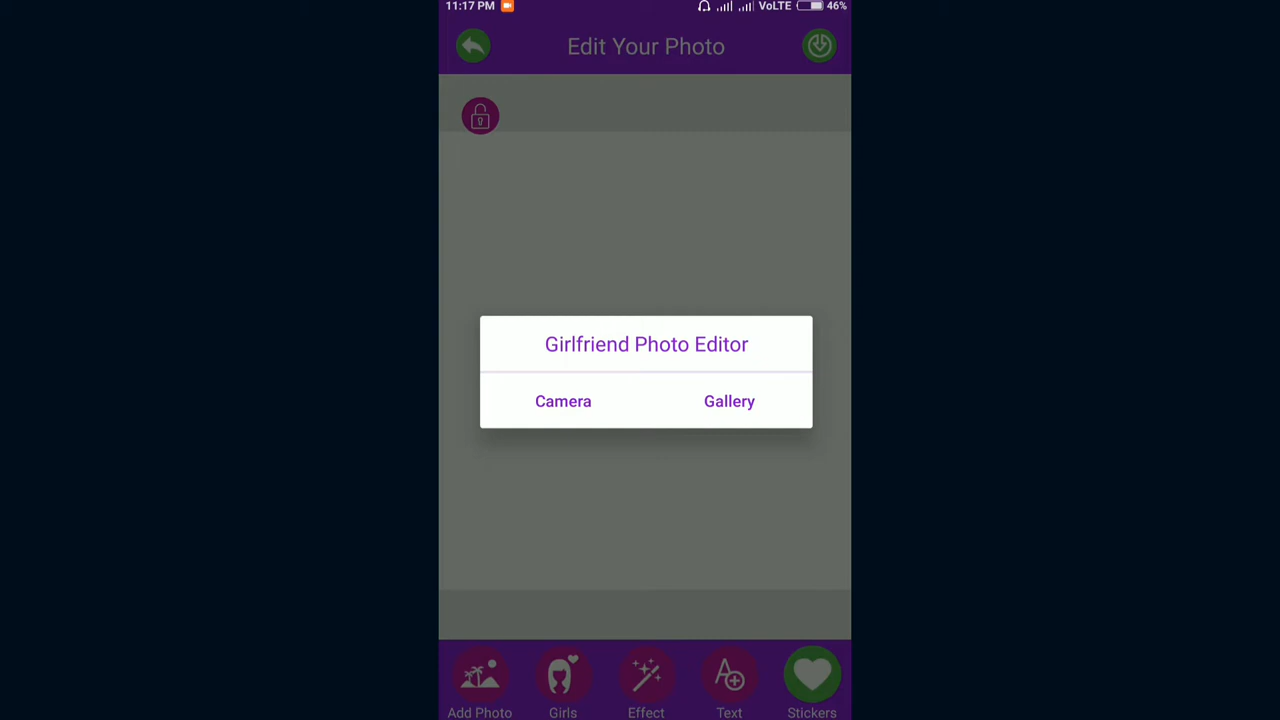 11:17 PM VoLTE 46%
Edit Your Photo
Girlfriend Photo Editor
Camera Gallery
Add Photo Girls Effect Text Stickers